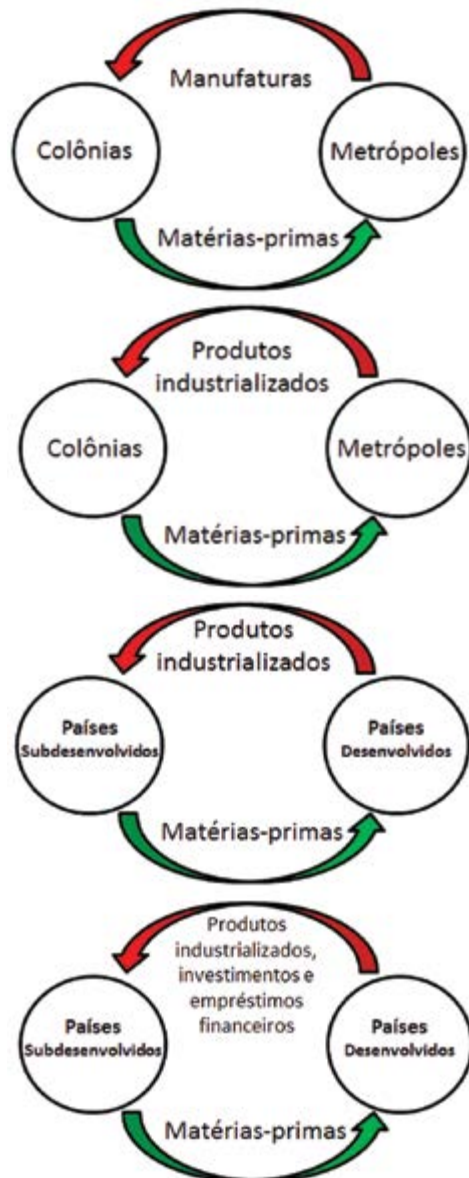 Manufaturas
Colônias
Metrópoles
Matérias-primas
Produtos
industrializados
Colônias
Metrópoles
Matérias-primas
Produtos
industrializados
Países
Subdesenvolvidos
Países
Desenvolvidos
Matérias-primas
Produtos
industrializados,
investimentos e
empréstimos
financeiros
Países
Subdesenvolvidos
Países
Desenvolvidos
Matérias-primas